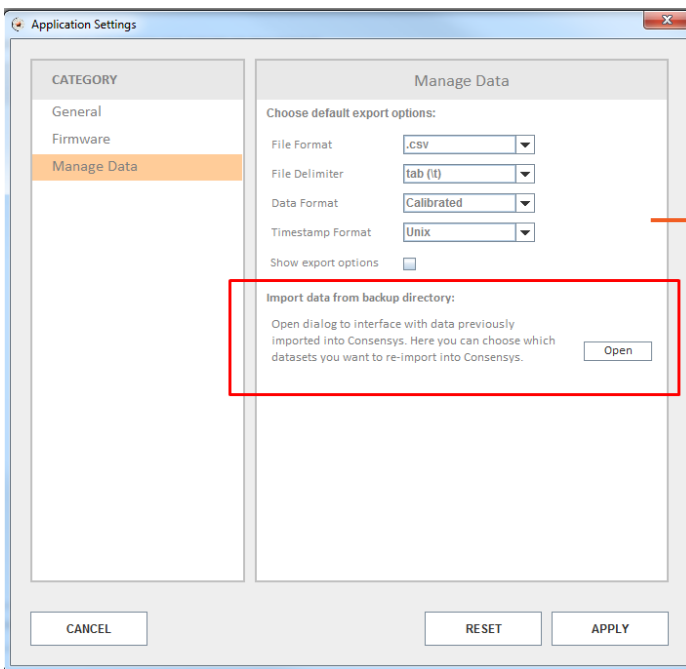 Application Settings
CATEGORY
General
Firmware
Manage Data
Manage Data
Choose default export options:
File Format .csv
File Delimiter tab (\t)
Data Format Calibrated
Timestamp Format Unix
Show export options
Import data from backup directory:
Open dialog to interface with data previously
imported into Consensys. Here you can choose which
datasets you want to re-import into Consensys.
Open
CANCEL
RESET
APPLY